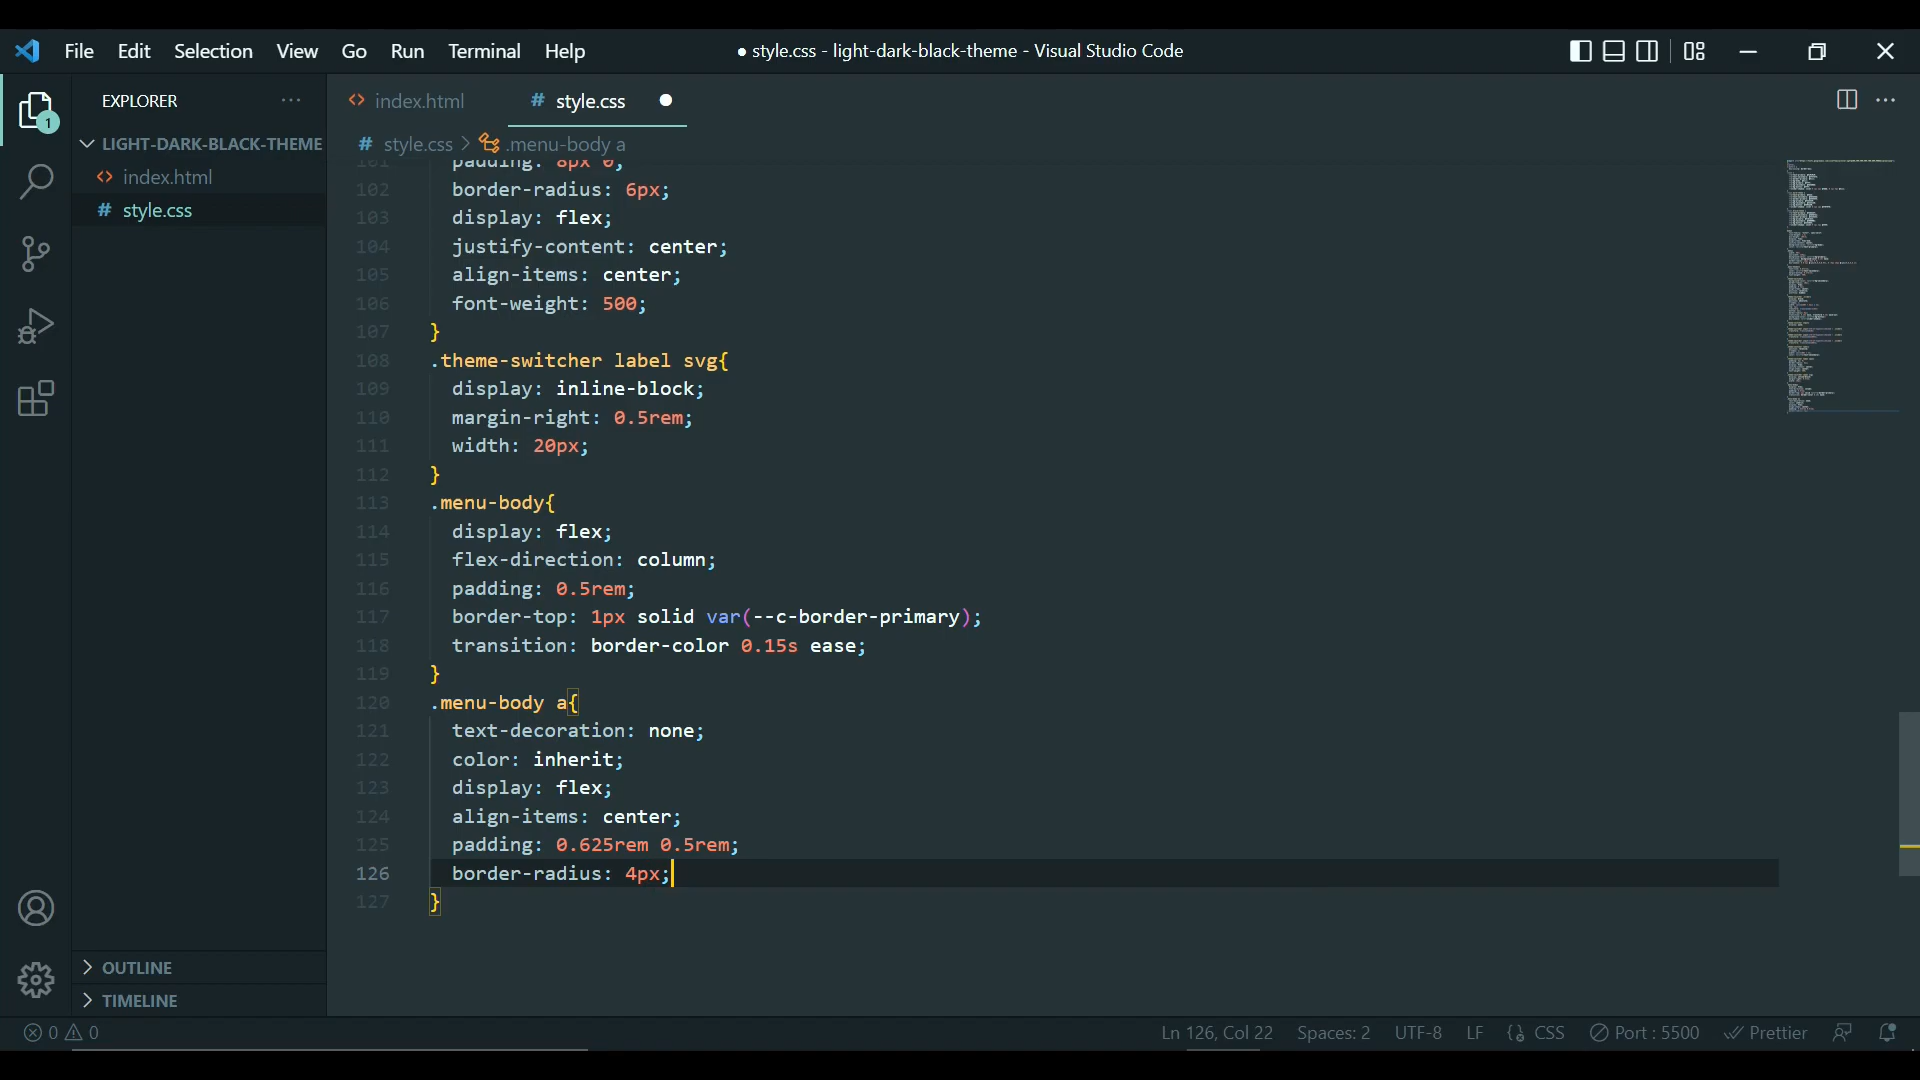 File Edit Selection View Go Run Terminal Help
● style.css - light-dark-black-theme - Visual Studio Code
EXPLORER
1
LIGHT-DARK-BLACK-THEME
index.html
# style.css
OUTLINE
TIMELINE
index.html
# style.css
# style.css > .menu-body a
101 padding: 8px 0;
102 border-radius: 6px;
103 display: flex;
104 justify-content: center;
105 align-items: center;
106 font-weight: 500;
107 }
108 .theme-switcher label svg{
109 display: inline-block;
110 margin-right: 0.5rem;
111 width: 20px;
112 }
113 .menu-body{
114 display: flex;
115 flex-direction: column;
116 padding: 0.5rem;
117 border-top: 1px solid var(--c-border-primary);
118 transition: border-color 0.15s ease;
119 }
120 .menu-body a{
121 text-decoration: none;
122 color: inherit;
123 display: flex;
124 align-items: center;
125 padding: 0.625rem 0.5rem;
126 border-radius: 4px;
127 }
0 0
Ln 126, Col 22 Spaces: 2 UTF-8 LF CSS Port : 5500 Prettier